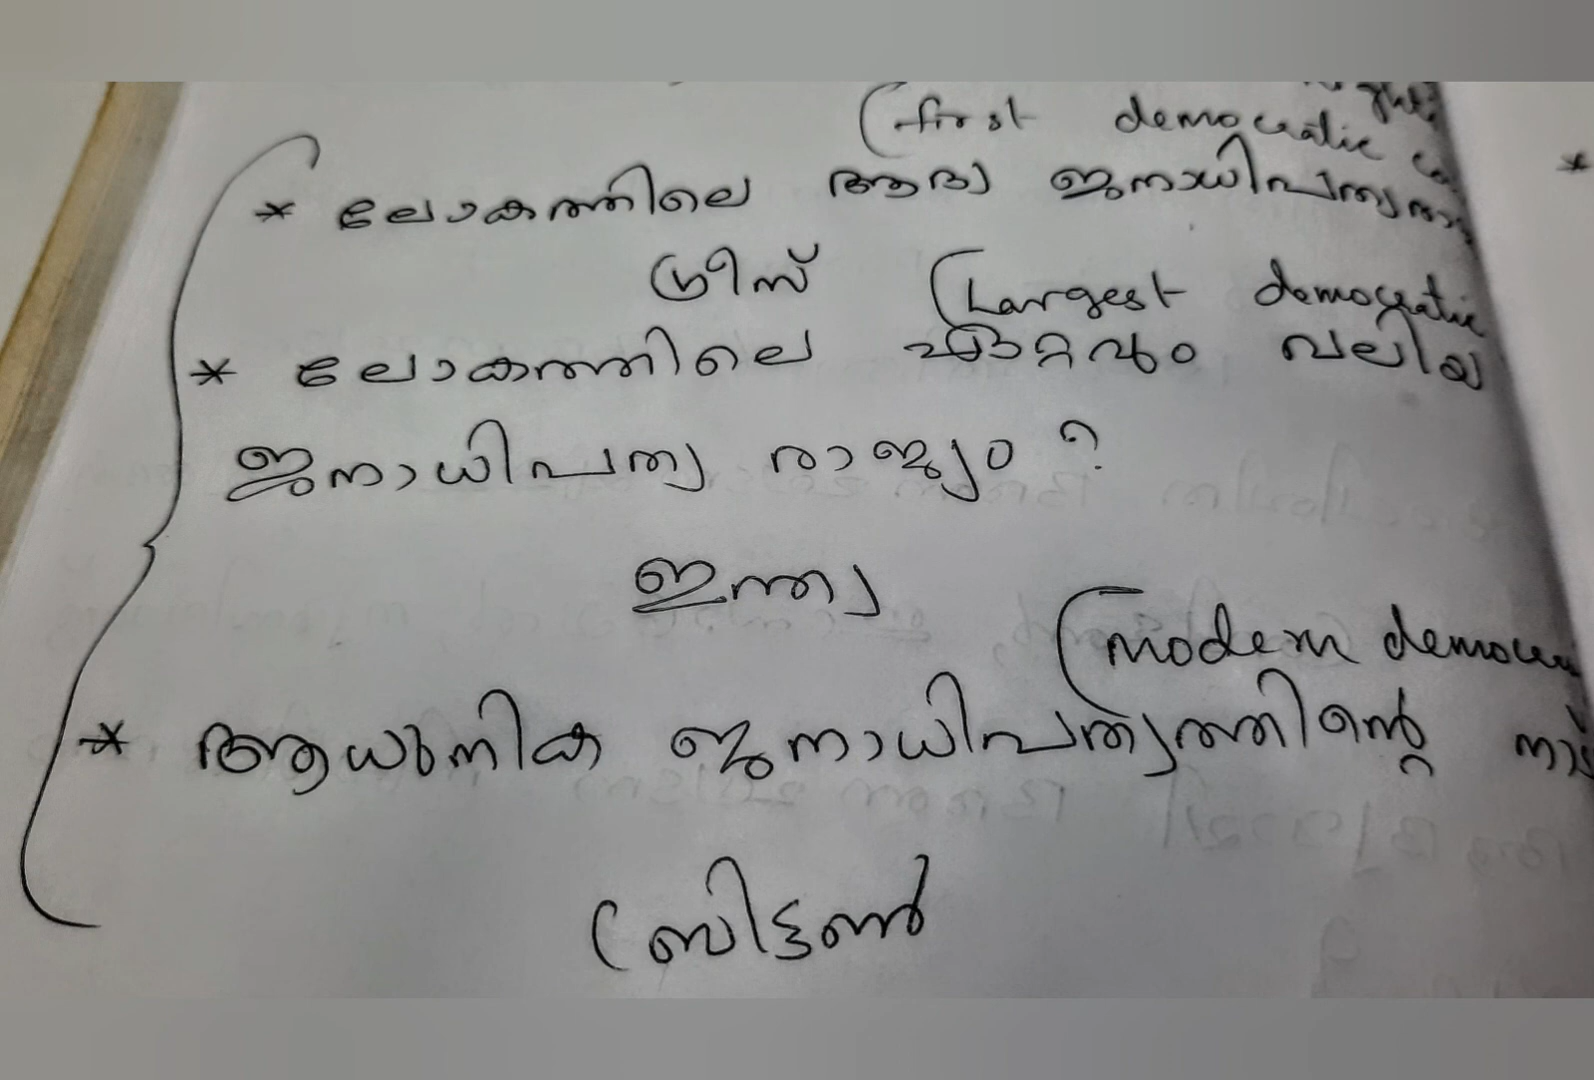 (first democratic
* ലോകത്തിലെ ആദ്യ ജനാധിപത്യ
ഗ്രീസ് (Largest democratic
* ലോകത്തിലെ ഏറ്റവും വലിയ
ജനാധിപത്യ രാജ്യം ?
ഇന്ത്യ
(Modern
* ആധുനിക ജനാധിപത്യത്തിന്റെ
ബ്രിട്ടൺ